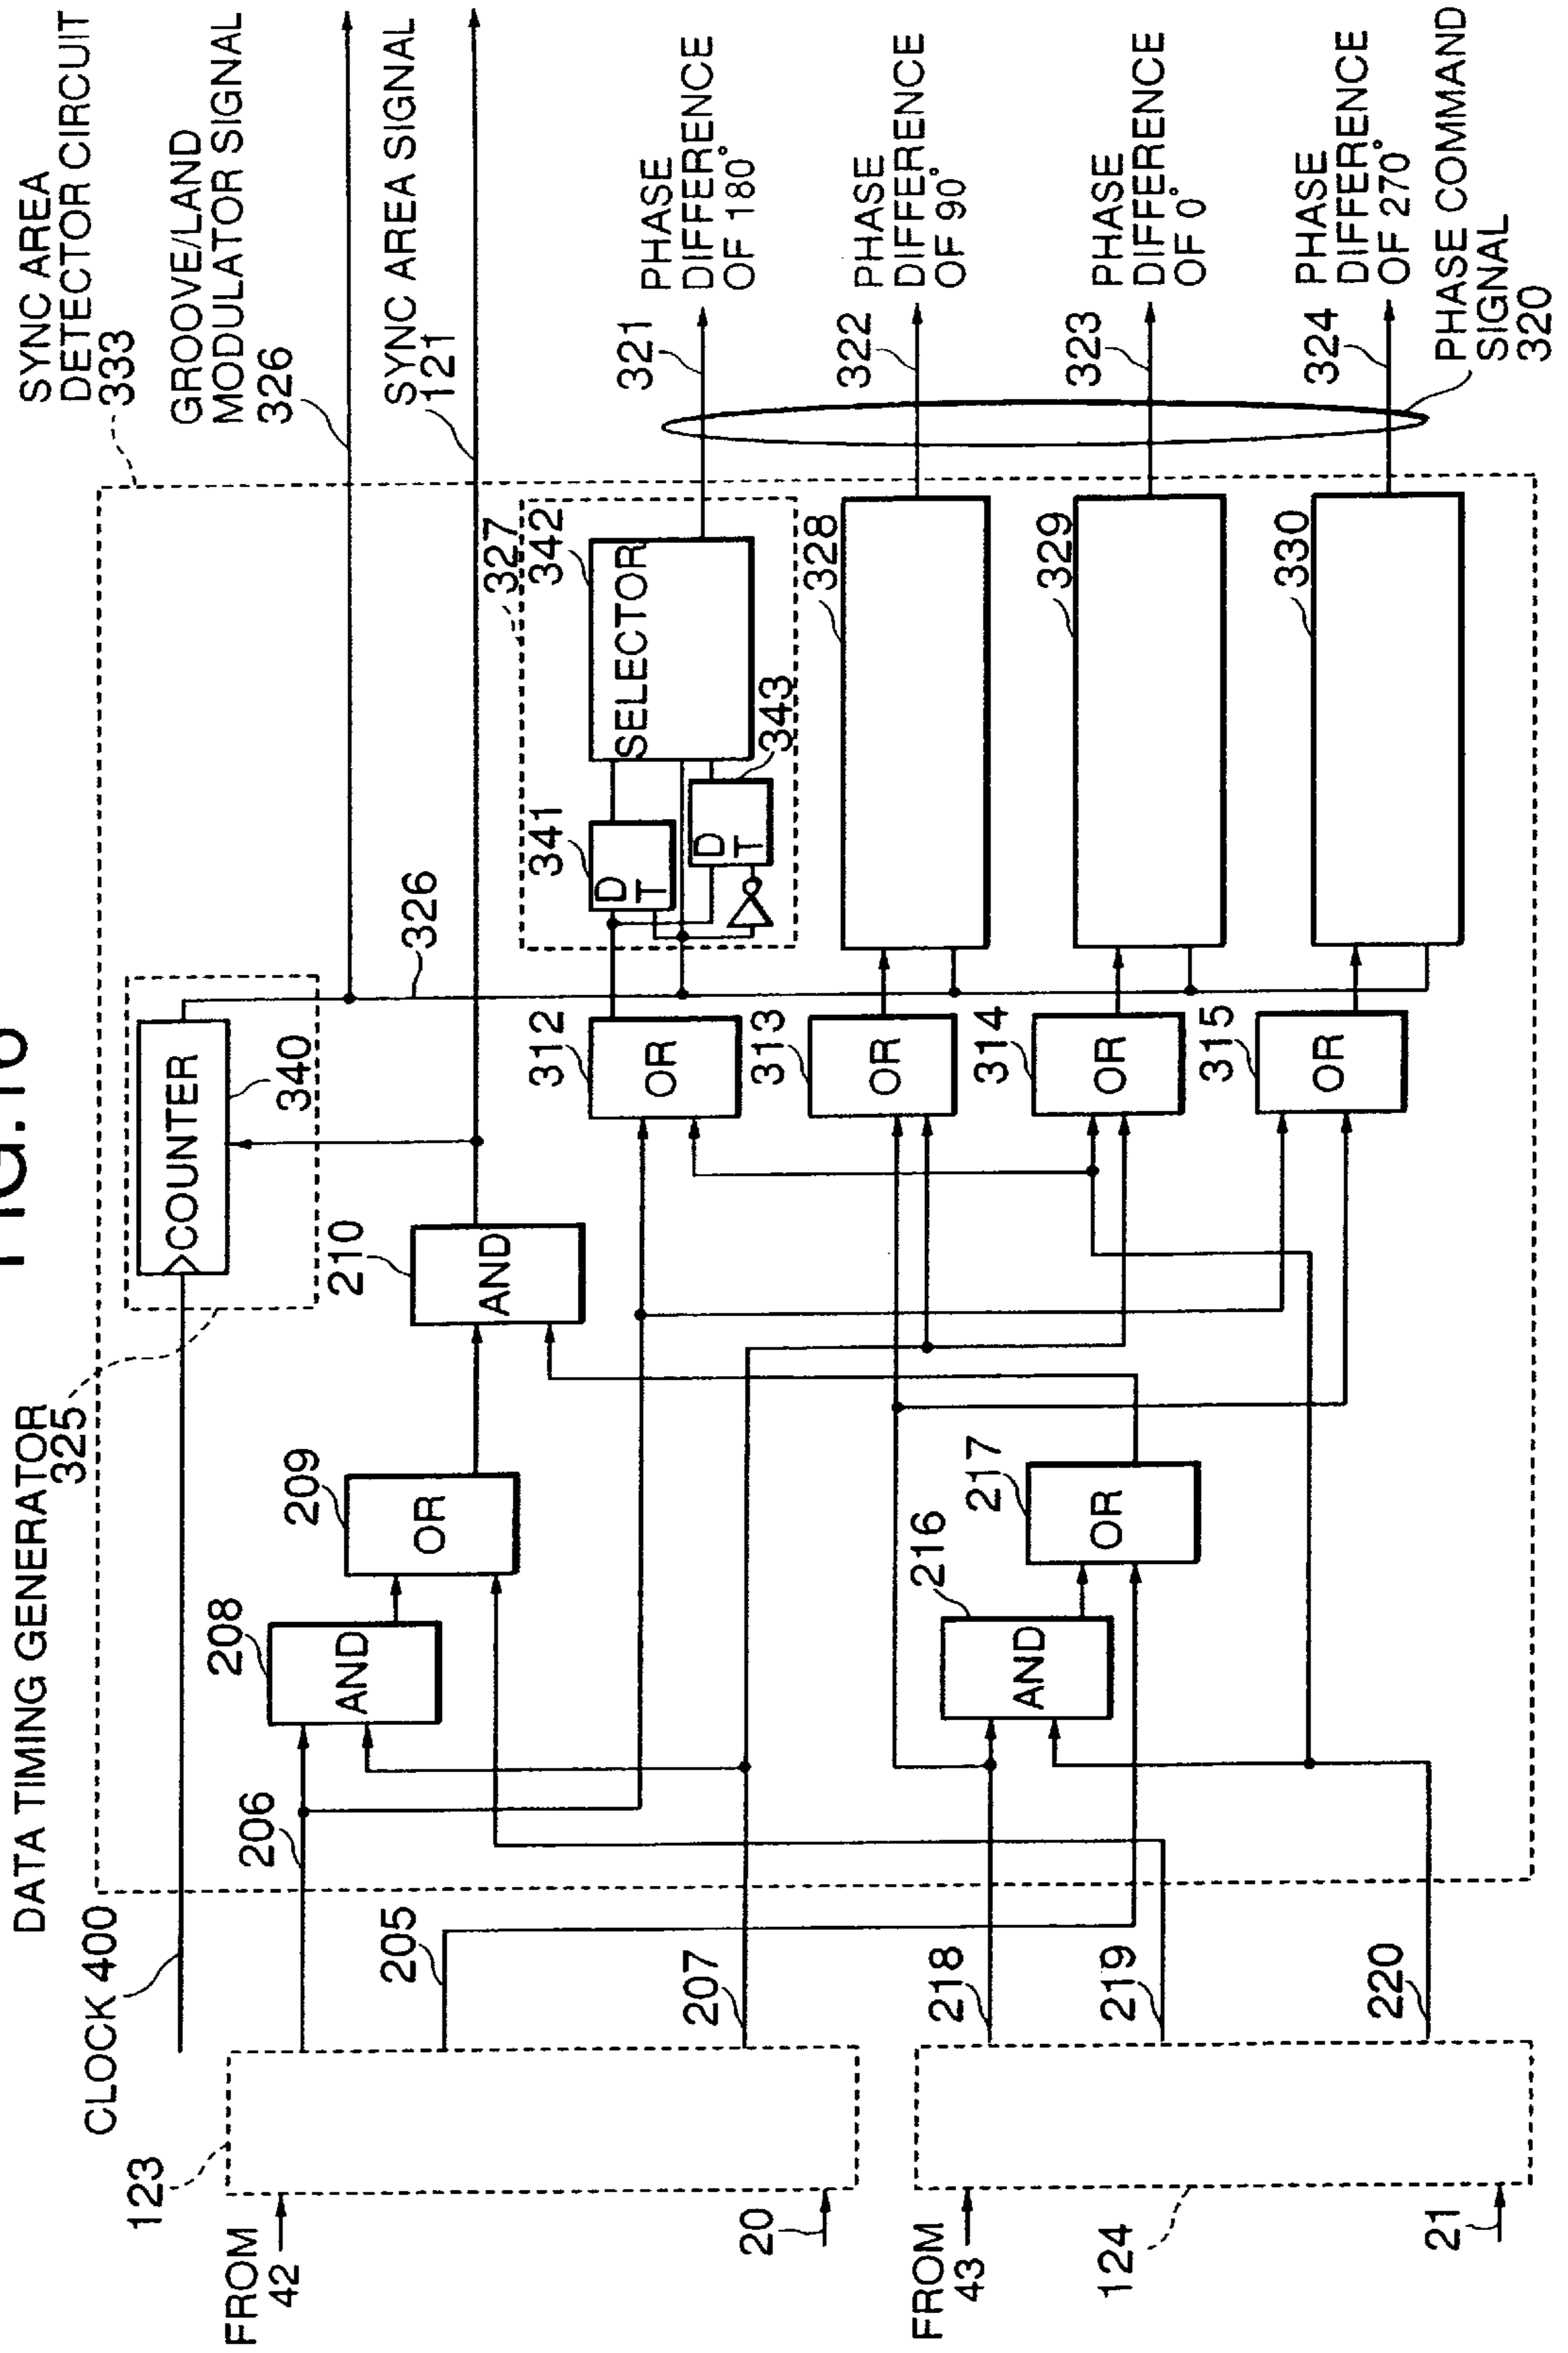 SYNC AREA
DETECTOR CIRCUIT
333
GROOVE/LAND
MODULATOR SIGNAL
326
SYNC AREA SIGNAL
121
PHASE
DIFFERENCE
OF 180°
321
PHASE
DIFFERENCE
OF 90°
322
PHASE
DIFFERENCE
OF 0°
323
PHASE
DIFFERENCE
OF 270°
324
PHASE COMMAND
SIGNAL
320
327
342
SELECTOR
343
341
D
T
D
T
328
329
330
326
COUNTER
340
312
OR
313
OR
314
OR
315
OR
210
AND
DATA TIMING GENERATOR
325
209
OR
217
OR
208
AND
216
AND
206
205
207
218
219
220
CLOCK 400
123
FROM
42
20
FROM
43
124
21